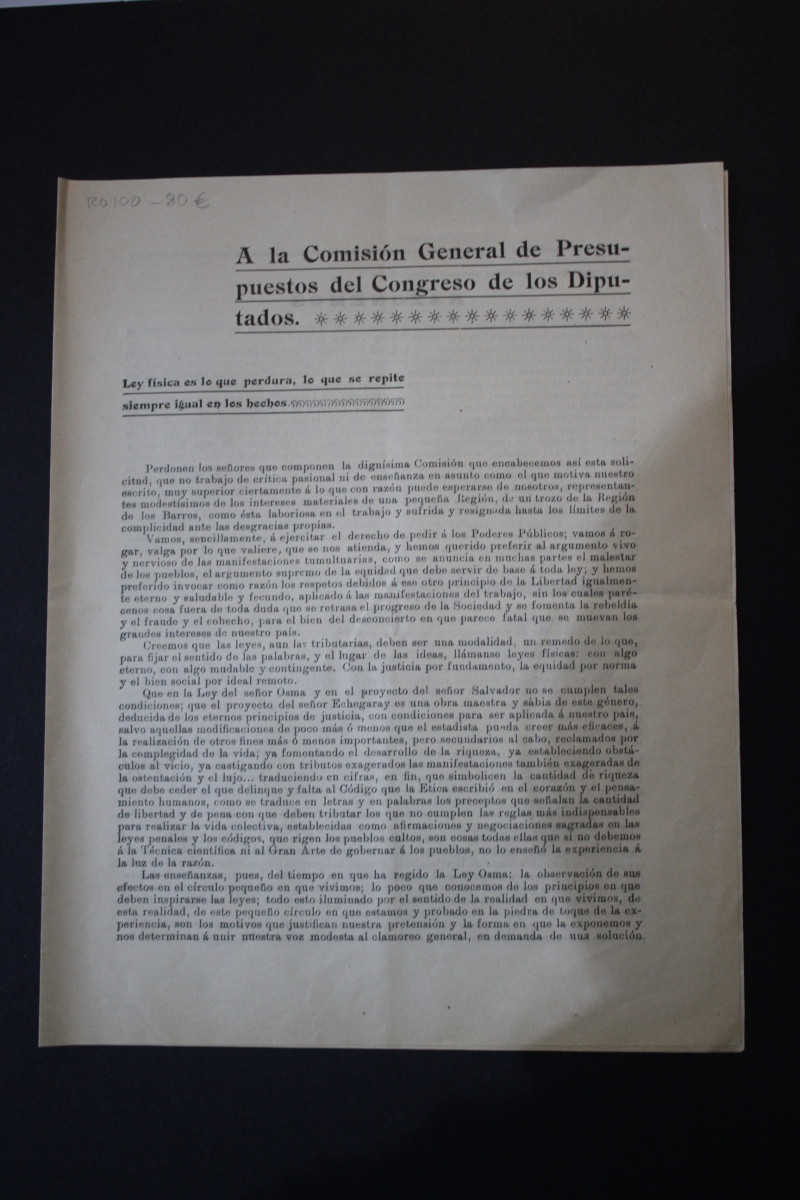 RO 100 - 80 €
A la Comisión General de Presu-
puestos del Congreso de los Dipu-
tados.
Ley física es lo que perdura, lo que se repite
siempre igual en los hechos.
Perdonen los señores que componen la dignísima Comisión que encabecemos así esta soli-
citud, que no trabajo de crítica pasional ni de enseñanza en asunto como el que motiva nuestro
escrito, muy superior ciertamente á lo que con razón puede esperarse de nosotros, representan-
tes modestísimos de los intereses materiales de una pequeña Región, de un trozo de la Región
de los Barros, como ésta laboriosa en el trabajo y sufrida y resignada hasta los límites de la
complicidad ante las desgracias propias.
Vamos, sencillamente, á ejercitar el derecho de pedir á los Poderes Públicos; vamos á ro-
gar, valga por lo que valiere, que se nos atienda, y hemos querido preferir al argumento vivo
y nervioso de las manifestaciones tumultuarias, como se anuncia en muchas partes el malestar
de los pueblos, el argumento supremo de la equidad que debe servir de base á toda ley; y hemos
preferido invocar como razón los respetos debidos á ese otro principio de la Libertad igualmen-
te eterno y saludable y fecundo, aplicado á las manifestaciones del trabajo, sin los cuales paré-
cenos cosa fuera de toda duda que se retrasa el progreso de la Sociedad y se fomenta la rebeldía
y el fraude y el cohecho, para el bien del desconcierto en que parece fatal que se muevan los
grandes intereses de nuestro país.
Creemos que las leyes, aun las tributarias, deben ser una modalidad, un remedo de lo que,
para fijar el sentido de las palabras, y el lugar de las ideas, llámanse leyes físicas: con algo
eterno, con algo mudable y contingente. Con la justicia por fundamento, la equidad por norma
y el bien social por ideal remoto.
Que en la Ley del señor Osma y en el proyecto del señor Salvador no se cumplen tales
condiciones; que el proyecto del señor Echegaray es una obra maestra y sábia de este género,
deducida de los eternos principios de justicia, con condiciones para ser aplicada á nuestro país,
salvo aquellas modificaciones de poco más ó menos que el estadista pueda creer más eficaces, á
la realización de otros fines más ó menos importantes, pero secundarios al cabo, reclamados por
la complegidad de la vida; ya fomentando el desarrollo de la riqueza, ya estableciendo obstá-
culos al vicio, ya castigando con tributos exagerados las manifestaciones también exageradas de
la ostentación y el lujo... traduciendo en cifras, en fin, que simbolicen la cantidad de riqueza
que debe ceder el que delinque y falta al Código que la Etica escribió en el corazón y el pensa-
miento humanos, como se traduce en letras y en palabras los preceptos que señalan la cantidad
de libertad y de pena con que deben tributar los que no cumplen las reglas más indispensables
para realizar la vida colectiva, establecidas como afirmaciones y negociaciones sagradas en las
leyes penales y los códigos, que rigen los pueblos cultos, son cosas todas ellas que si no debemos
á la Técnica científica ni al Gran Arte de gobernar á los pueblos, no lo enseñó la experiencia á
la luz de la razón.
Las enseñanzas, pues, del tiempo en que ha regido la Ley Osma; la observación de sus
efectos en el círculo pequeño en que vivimos; lo poco que conocemos de los principios en que
deben inspirarse las leyes; todo esto iluminado por el sentido de la realidad en que vivimos, de
esta realidad, de este pequeño círculo en que estamos y probado en la piedra de toque de la ex-
periencia, son los motivos que justifican nuestra pretensión y la forma en que la exponemos y
nos determinan á unir nuestra voz modesta al clamoreo general, en demanda de una solución